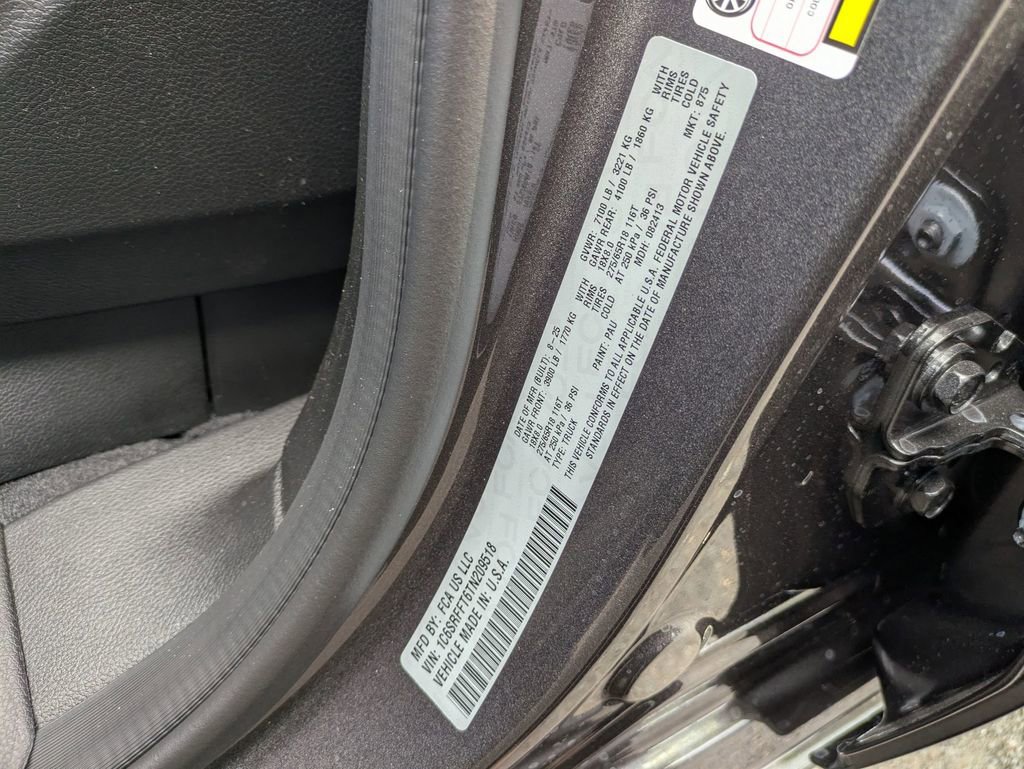 MFD BY: FCA US LLC
VIN: 1C6SRFFT6TN209518
VEHICLE MADE IN: U.S.A.
DATE OF MFR (BUILT): 8-25
GVWR: 7100 LB / 3221 KG
GAWR FRONT: 3900 LB / 1770 KG WITH
GAWR REAR: 4100 LB / 1860 KG WITH
18X8.0 RIMS
18X8.0 RIMS
275/65R18 116T TIRES
275/65R18 116T TIRES
AT 250 kPa / 36 PSI COLD
AT 250 kPa / 36 PSI COLD
TYPE: TRUCK PAINT: PAU MDH: 082413 MKT: 875
THIS VEHICLE CONFORMS TO ALL APPLICABLE U.S.A. FEDERAL MOTOR VEHICLE SAFETY
STANDARDS IN EFFECT ON THE DATE OF MANUFACTURE SHOWN ABOVE.